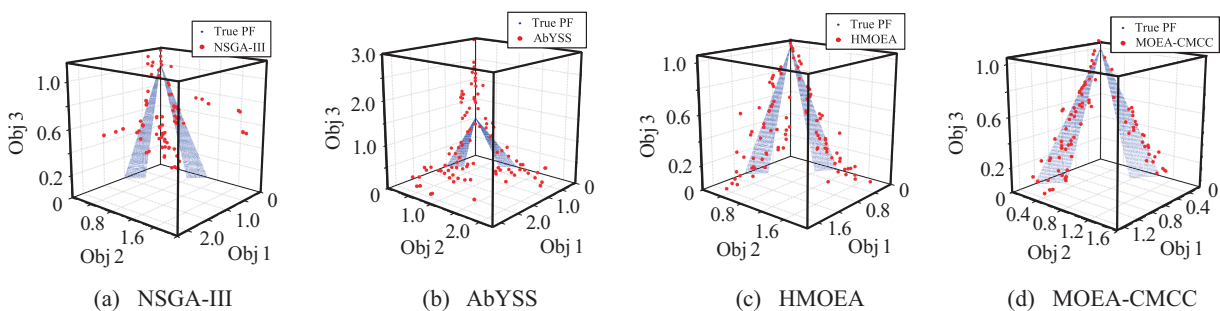 True PF
NSGA-III
1.0
0.6
0.2
0
0.8
1.6
2.0
1.0
0
Obj 3
Obj 2
Obj 1
(a) NSGA-III
True PF
AbYSS
3.0
2.0
1.0
0
1.0
2.0
2.0
1.0
0
Obj 3
Obj 2
Obj 1
(b) AbYSS
True PF
HMOEA
1.0
0.6
0.2
0
0.8
1.6
1.6
0.8
0
Obj 3
Obj 2
Obj 1
(c) HMOEA
True PF
MOEA-CMCC
1.0
0.6
0.2
0
0.4
0.8
1.2
1.6
1.2
0.8
0.4
0
Obj 3
Obj 2
Obj 1
(d) MOEA-CMCC